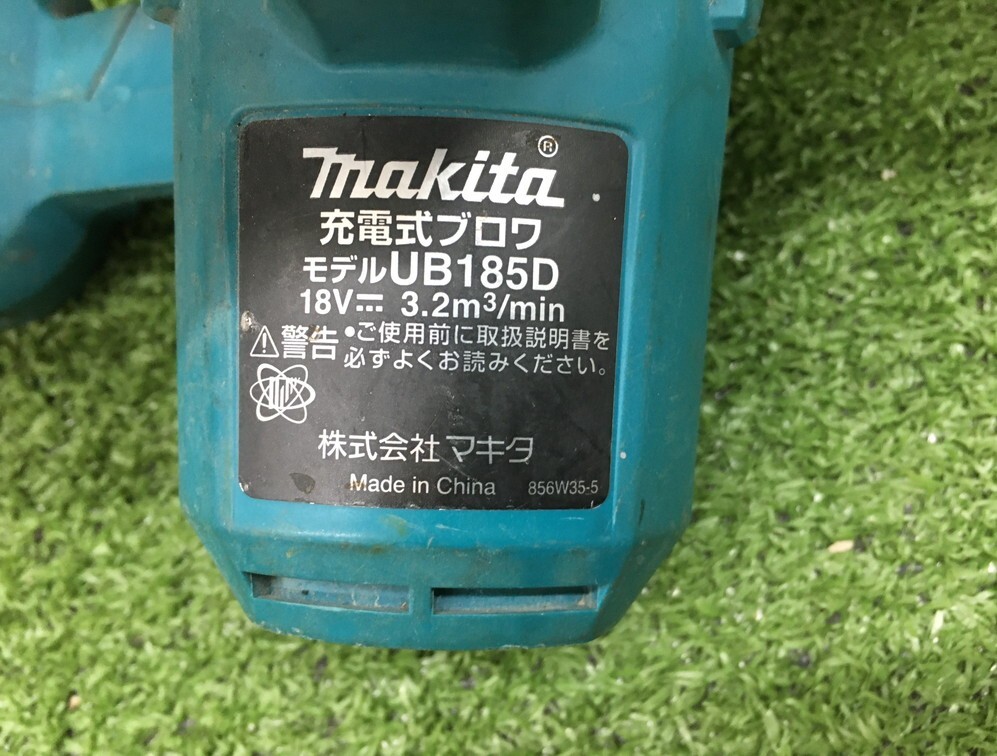 makita®
充電式ブロワ
モデルUB185D
18V⎓ 3.2m³/min
⚠警告 •ご使用前に取扱説明書を
必ずよくお読みください。
株式会社マキタ
Made in China 856W35-5